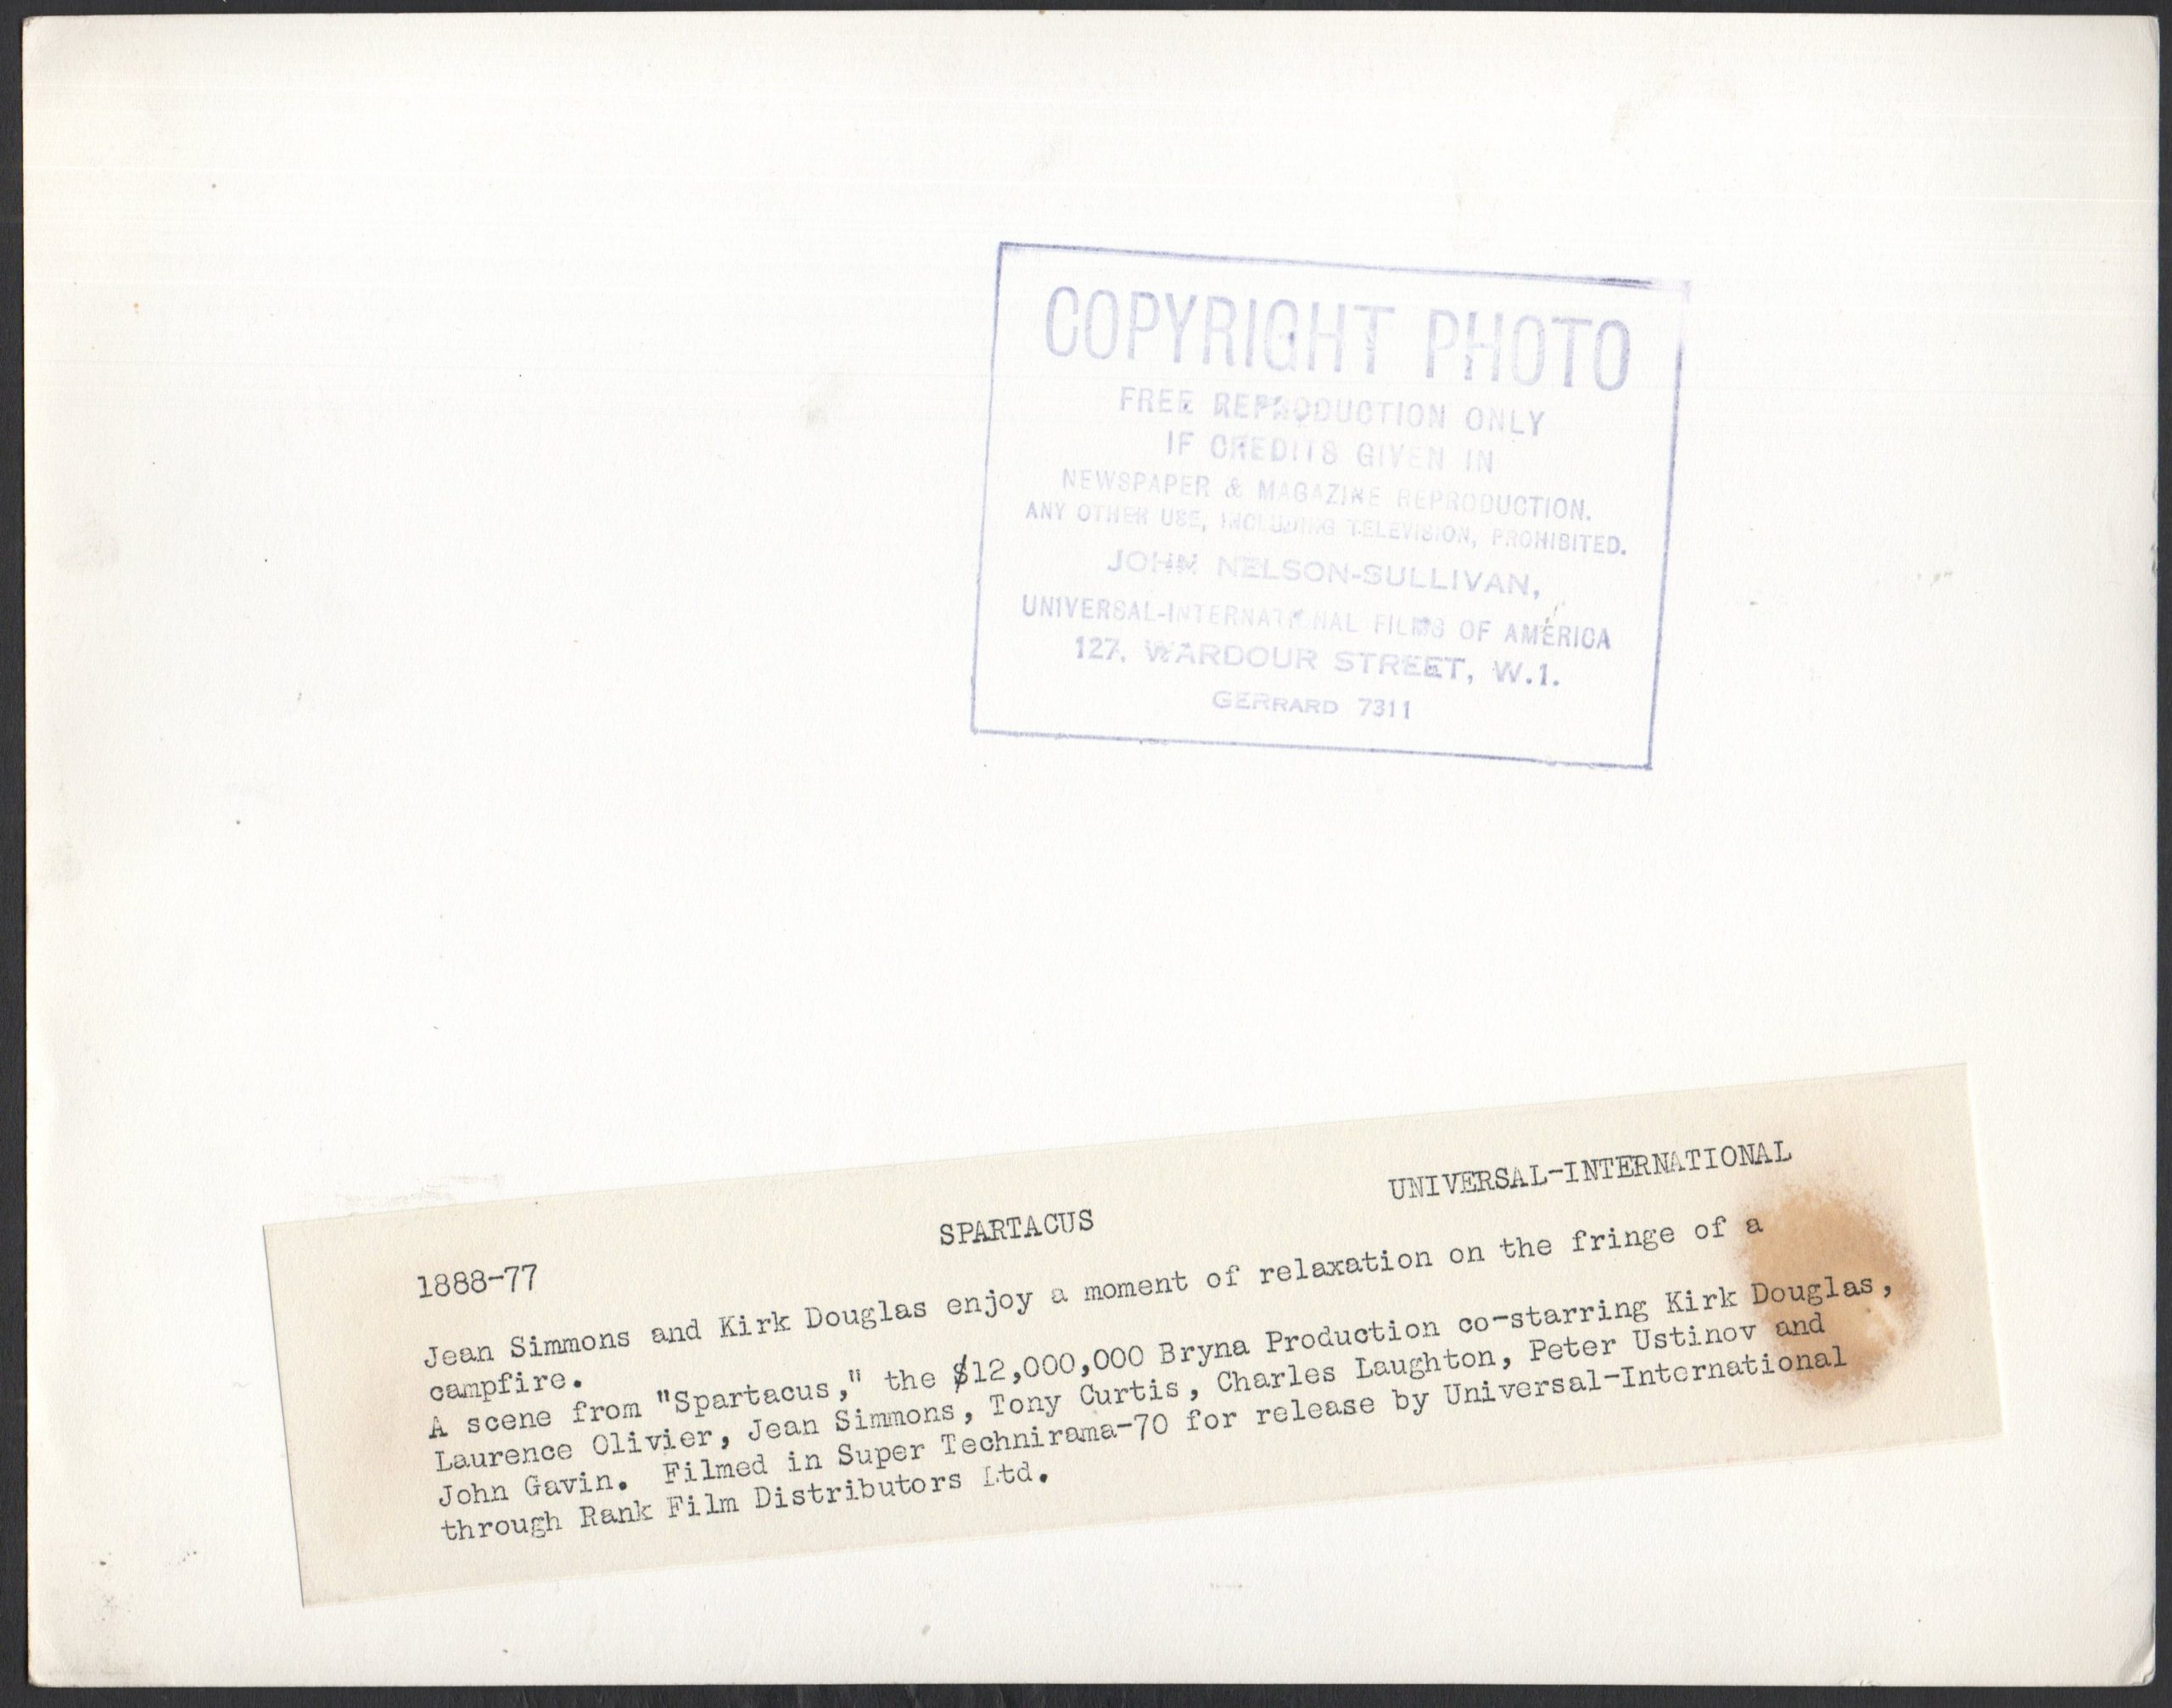 COPYRIGHT PHOTO
FREE REPRODUCTION ONLY
IF CREDITS GIVEN IN
NEWSPAPER & MAGAZINE REPRODUCTION.
ANY OTHER USE, INCLUDING TELEVISION, PROHIBITED.
JOHN NELSON-SULLIVAN,
UNIVERSAL-INTERNATIONAL FILMS OF AMERICA
127, WARDOUR STREET, W.1.
GERRARD 7311
UNIVERSAL-INTERNATIONAL
SPARTACUS
1888-77
Jean Simmons and Kirk Douglas enjoy a moment of relaxation on the fringe of a
campfire.
A scene from "Spartacus," the $12,000,000 Bryna Production co-starring Kirk Douglas,
Laurence Olivier, Jean Simmons, Tony Curtis, Charles Laughton, Peter Ustinov and
John Gavin. Filmed in Super Technirama-70 for release by Universal-International
through Rank Film Distributors Ltd.